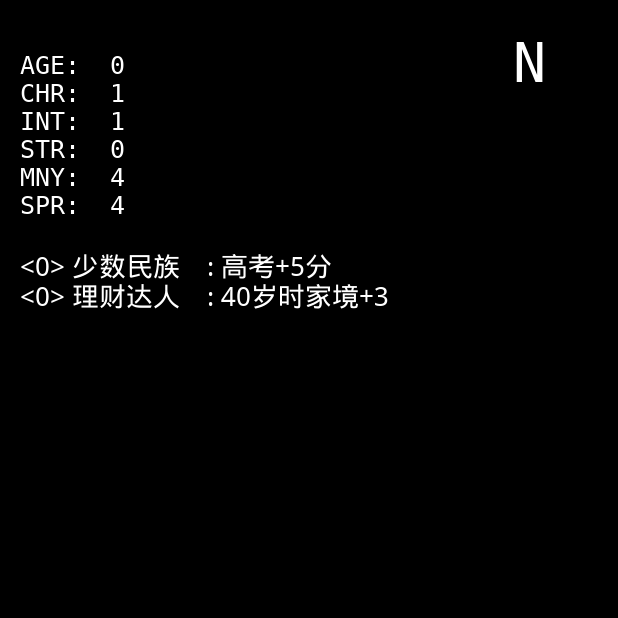 N
AGE: 0
CHR: 1
INT: 1
STR: 0
MNY: 4
SPR: 4
<0> 少数民族 : 高考+5分
<0> 理财达人 : 40岁时家境+3